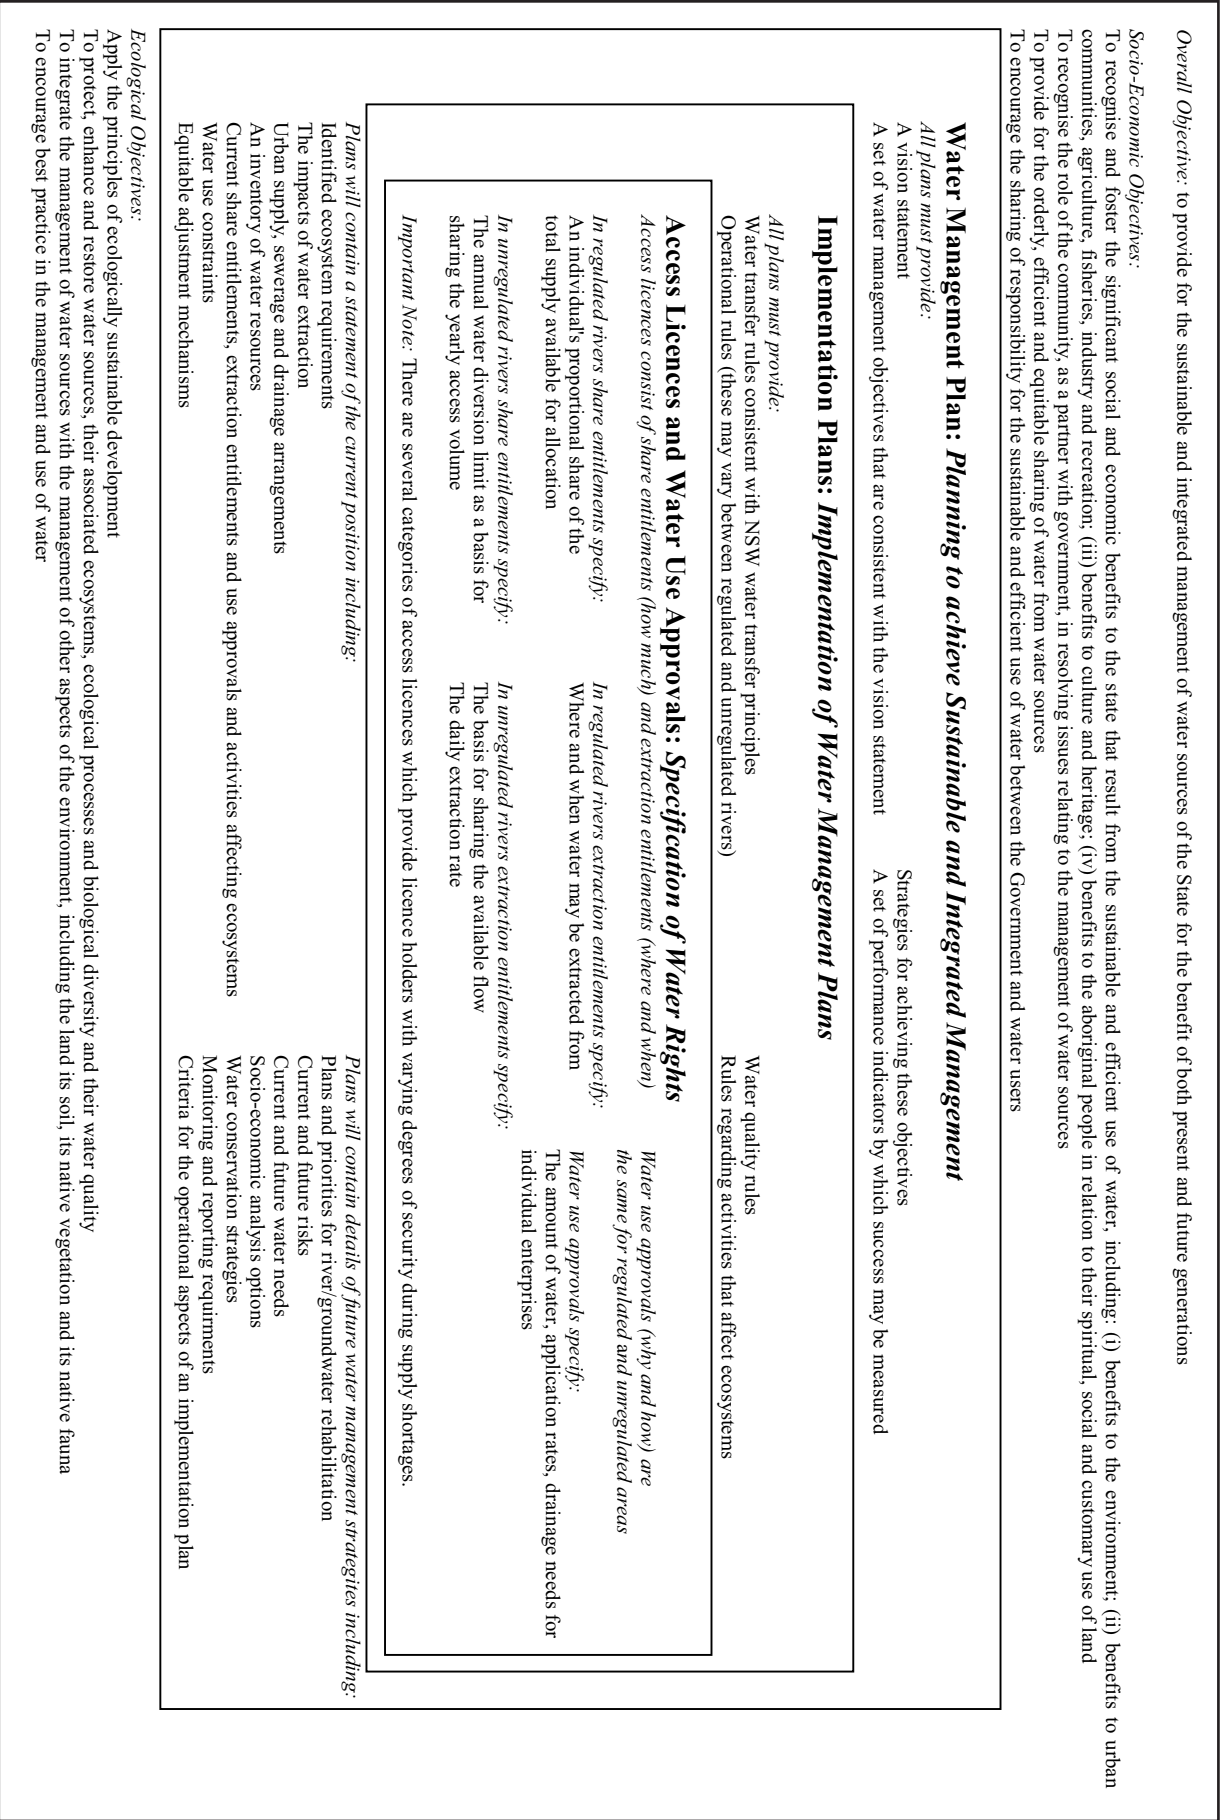 Overall Objective: to provide for the sustainable and integrated management of water sources of the State for the benefit of both present and future generations
Socio-Economic Objectives:
To recognise and foster the significant social and economic benefits to the state that result from the sustainable and efficient use of water, including: (i) benefits to the environment; (ii) benefits to urban
communities, agriculture, fisheries, industry and recreation; (iii) benefits to culture and heritage; (iv) benefits to the aboriginal people in relation to their spiritual, social and customary use of land
To recognise the role of the community, as a partner with government, in resolving issues relating to the management of water sources
To provide for the orderly, efficient and equitable sharing of water from water sources
To encourage the sharing of responsibility for the sustainable and efficient use of water between the Government and water users
Water Management Plan: Planning to achieve Sustainable and Integrated Management
All plans must provide:
A vision statement
A set of water management objectives that are consistent with the vision statement
Strategies for achieving these objectives
A set of performance indicators by which success may be measured
Implementation Plans: Implementation of Water Management Plans
All plans must provide:
Water transfer rules consistent with NSW water transfer principles
Operational rules (these may vary between regulated and unregulated rivers)
Water quality rules
Rules regarding activities that affect ecosystems
Access Licences and Water Use Approvals: Specification of Water Rights
Access licences consist of share entitlements (how much) and extraction entitlements (where and when)
Water use approvals (why and how) are
the same for regulated and unregulated areas
In regulated rivers share entitlements specify:
An individual's proportional share of the
total supply available for allocation
In regulated rivers extraction entitlements specify:
Where and when water may be extracted from
Water use approvals specify:
The amount of water, application rates, drainage needs for
individual enterprises
In unregulated rivers share entitlements specify:
The annual water diversion limit as a basis for
sharing the yearly access volume
In unregulated rivers extraction entitlements specify:
The basis for sharing the available flow
The daily extraction rate
Important Note: There are several categories of access licences which provide licence holders with varying degrees of security during supply shortages.
Plans will contain a statement of the current position including:
Identified ecosystem requirements
The impacts of water extraction
Urban supply, sewerage and drainage arrangements
An inventory of water resources
Current share entitlements, extraction entitlements and use approvals and activities affecting ecosystems
Water use constraints
Equitable adjustment mechanisms
Plans will contain details of future water management strategites including:
Plans and priorities for river/groundwater rehabilitation
Current and future risks
Current and future water needs
Socio-economic analysis options
Water conservation strategies
Monitoring and reporting requirments
Criteria for the operational aspects of an implementation plan
Ecological Objectives:
Apply the principles of ecologically sustainable development
To protect, enhance and restore water sources, their associated ecosystems, ecological processes and biological diversity and their water quality
To integrate the management of water sources with the management of other aspects of the environment, including the land its soil, its native vegetation and its native fauna
To encourage best practice in the management and use of water